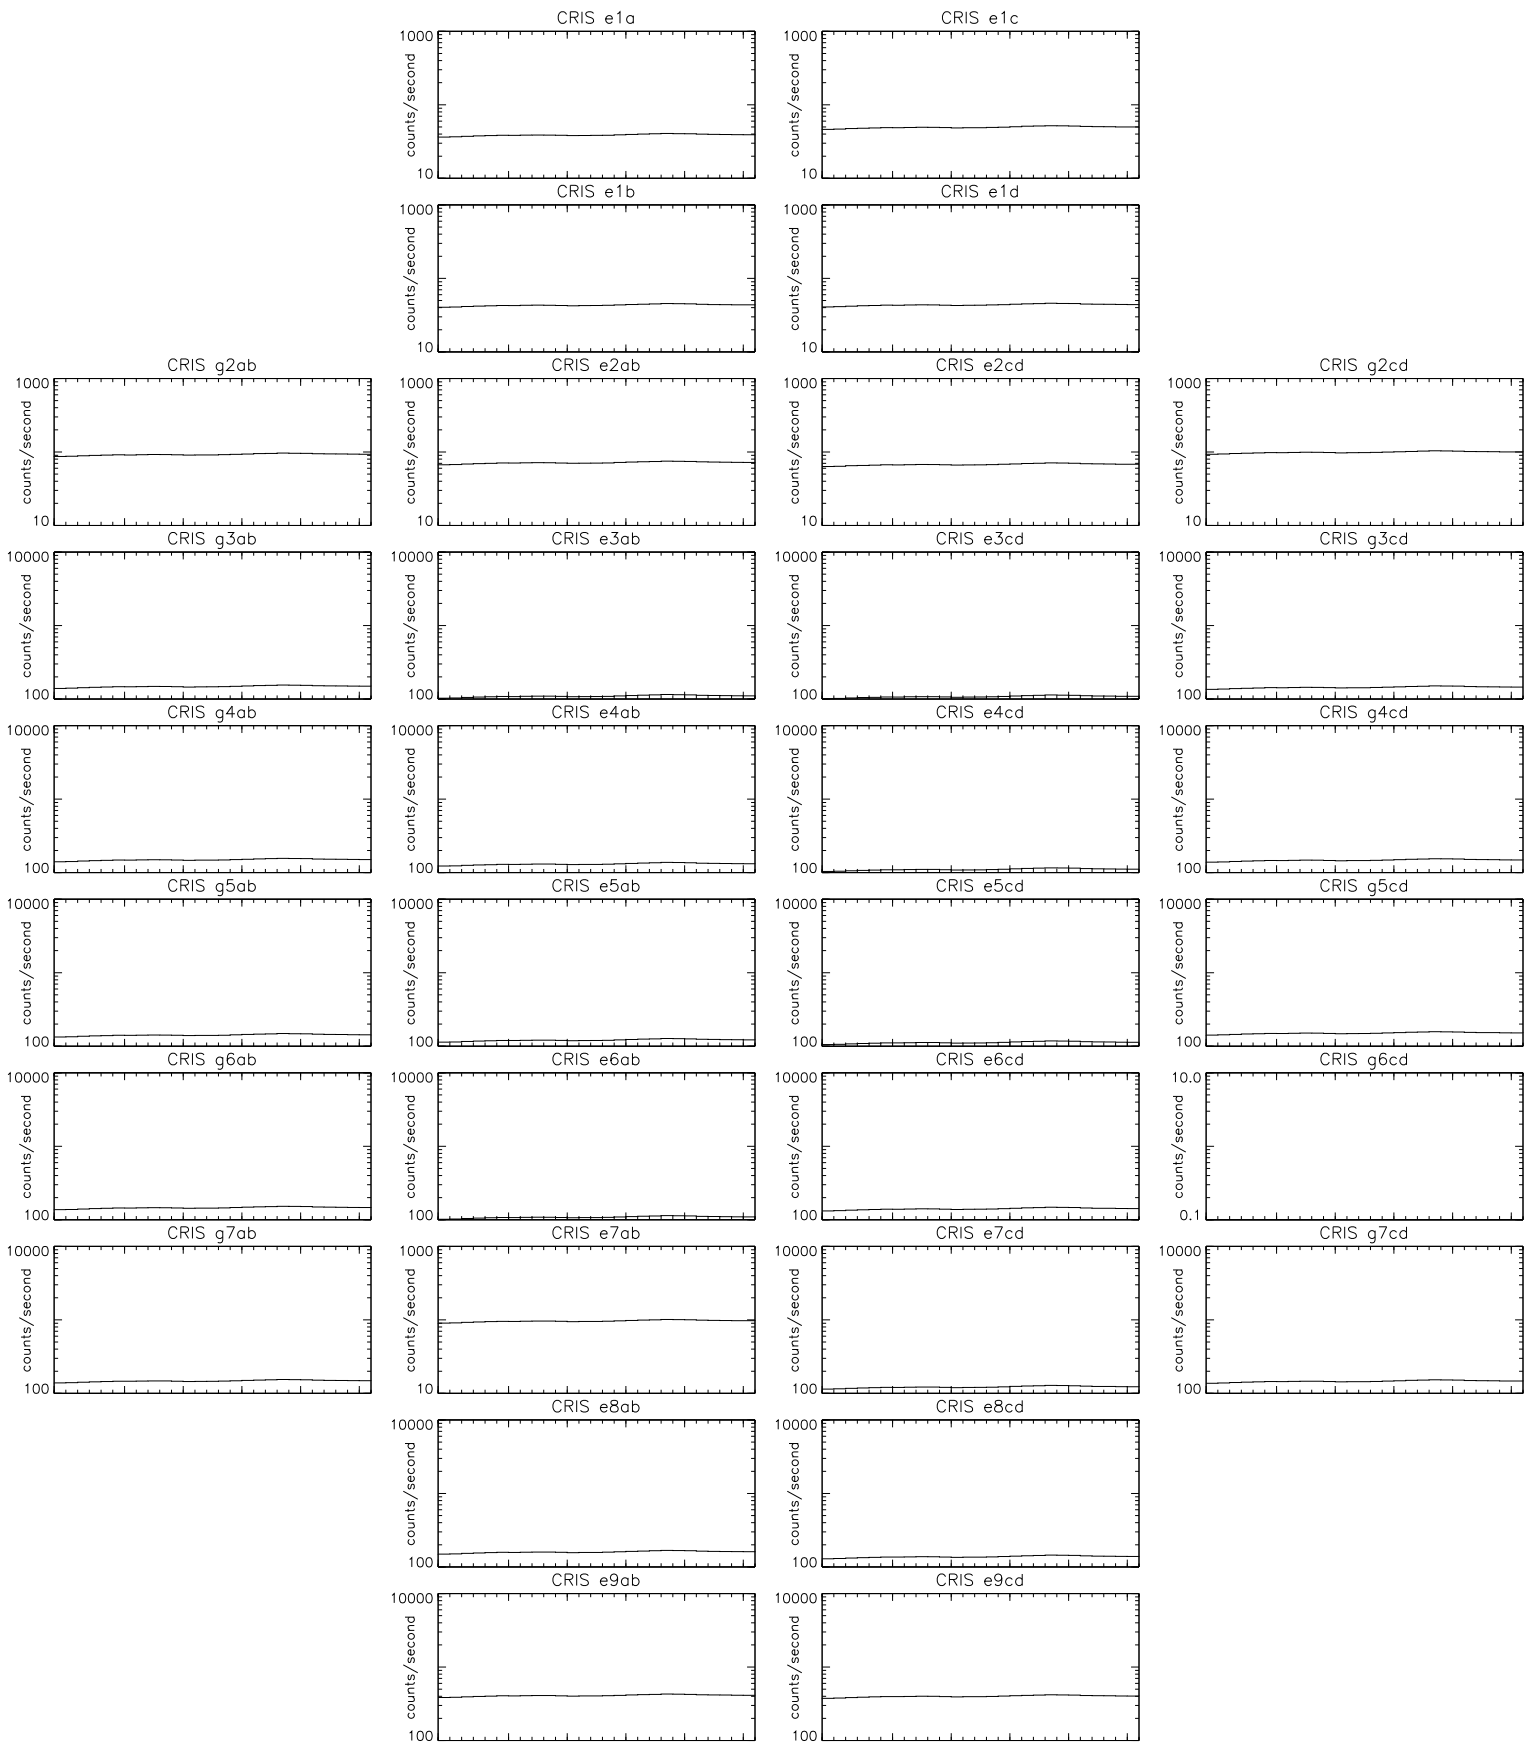 CRIS e1a
1000
counts/second
10
CRIS e1c
1000
counts/second
10
CRIS e1b
1000
counts/second
10
CRIS e1d
1000
counts/second
10
CRIS g2ab
1000
counts/second
10
CRIS e2ab
1000
counts/second
10
CRIS e2cd
1000
counts/second
10
CRIS g2cd
1000
counts/second
10
CRIS g3ab
10000
counts/second
100
CRIS e3ab
10000
counts/second
100
CRIS e3cd
10000
counts/second
100
CRIS g3cd
10000
counts/second
100
CRIS g4ab
10000
counts/second
100
CRIS e4ab
10000
counts/second
100
CRIS e4cd
10000
counts/second
100
CRIS g4cd
10000
counts/second
100
CRIS g5ab
10000
counts/second
100
CRIS e5ab
10000
counts/second
100
CRIS e5cd
10000
counts/second
100
CRIS g5cd
10000
counts/second
100
CRIS g6ab
10000
counts/second
100
CRIS e6ab
10000
counts/second
100
CRIS e6cd
10000
counts/second
100
CRIS g6cd
10.0
counts/second
0.1
CRIS g7ab
10000
counts/second
100
CRIS e7ab
1000
counts/second
10
CRIS e7cd
10000
counts/second
100
CRIS g7cd
10000
counts/second
100
CRIS e8ab
10000
counts/second
100
CRIS e8cd
10000
counts/second
100
CRIS e9ab
10000
counts/second
100
CRIS e9cd
10000
counts/second
100